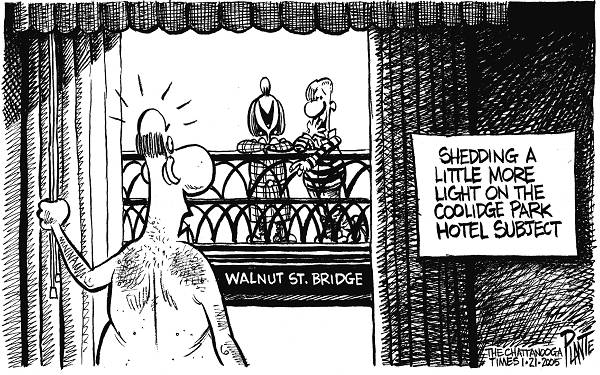 SHEDDING A
LITTLE MORE
LIGHT ON THE
COOLIDGE PARK
HOTEL SUBJECT
WALNUT ST. BRIDGE
PLANTE
THE CHATTANOOGA
TIMES 1·21·2005